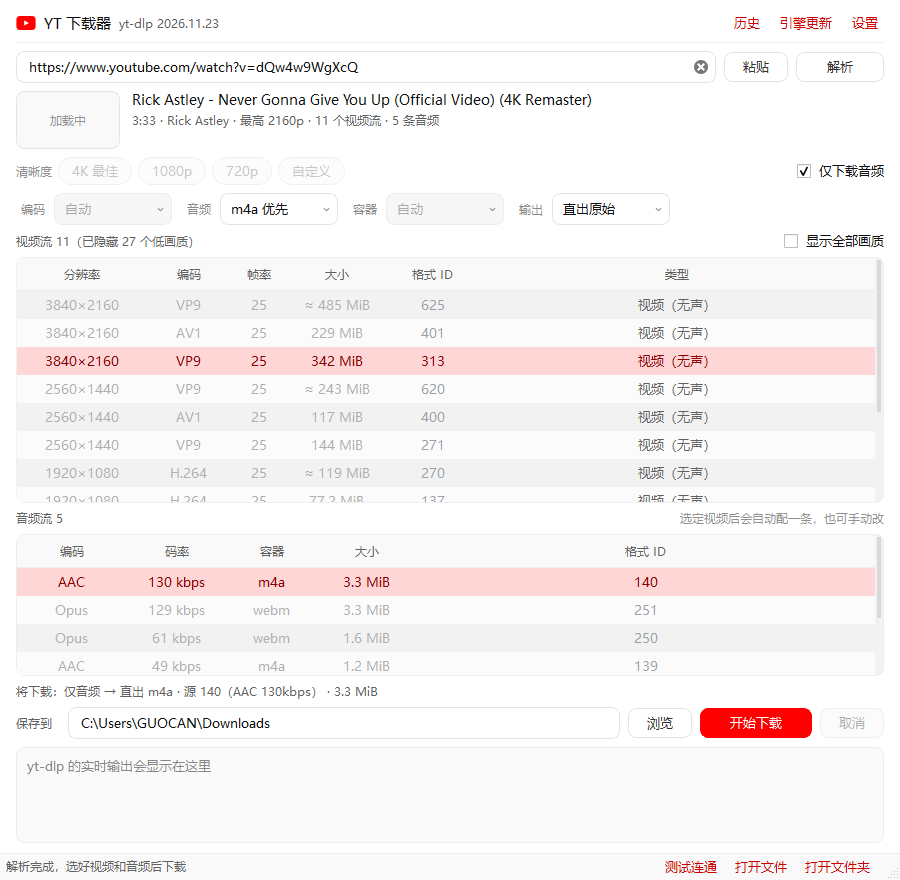 YT 下载器 yt-dlp 2026.11.23 历史 引擎更新 设置
https://www.youtube.com/watch?v=dQw4w9WgXcQ 粘贴 解析
加载中
Rick Astley - Never Gonna Give You Up (Official Video) (4K Remaster)
3:33 · Rick Astley · 最高 2160p · 11 个视频流 · 5 条音频
清晰度 4K 最佳 1080p 720p 自定义 仅下载音频
编码 自动 音频 m4a 优先 容器 自动 输出 直出原始
视频流 11（已隐藏 27 个低画质） 显示全部画质
分辨率 编码 帧率 大小 格式 ID 类型
3840×2160 VP9 25 ≈ 485 MiB 625 视频（无声）
3840×2160 AV1 25 229 MiB 401 视频（无声）
3840×2160 VP9 25 342 MiB 313 视频（无声）
2560×1440 VP9 25 ≈ 243 MiB 620 视频（无声）
2560×1440 AV1 25 117 MiB 400 视频（无声）
2560×1440 VP9 25 144 MiB 271 视频（无声）
1920×1080 H.264 25 ≈ 119 MiB 270 视频（无声）
1920×1080 H.264 25 77.2 MiB 137 视频（无声）
音频流 5 选定视频后会自动配一条，也可手动改
编码 码率 容器 大小 格式 ID
AAC 130 kbps m4a 3.3 MiB 140
Opus 129 kbps webm 3.3 MiB 251
Opus 61 kbps webm 1.6 MiB 250
AAC 49 kbps m4a 1.2 MiB 139
将下载：仅音频 → 直出 m4a · 源 140（AAC 130kbps） · 3.3 MiB
保存到 C:\Users\GUOCAN\Downloads 浏览 开始下载 取消
yt-dlp 的实时输出会显示在这里
解析完成，选好视频和音频后下载 测试连通 打开文件 打开文件夹